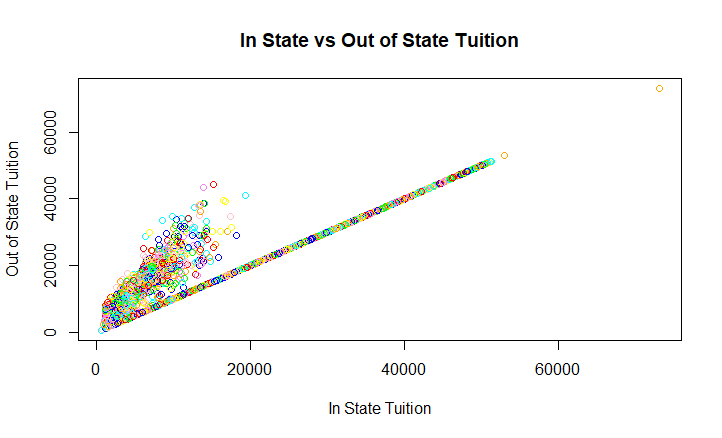 In State vs Out of State Tuition
Out of State Tuition
60000
40000
20000
0
0 20000 40000 60000
In State Tuition